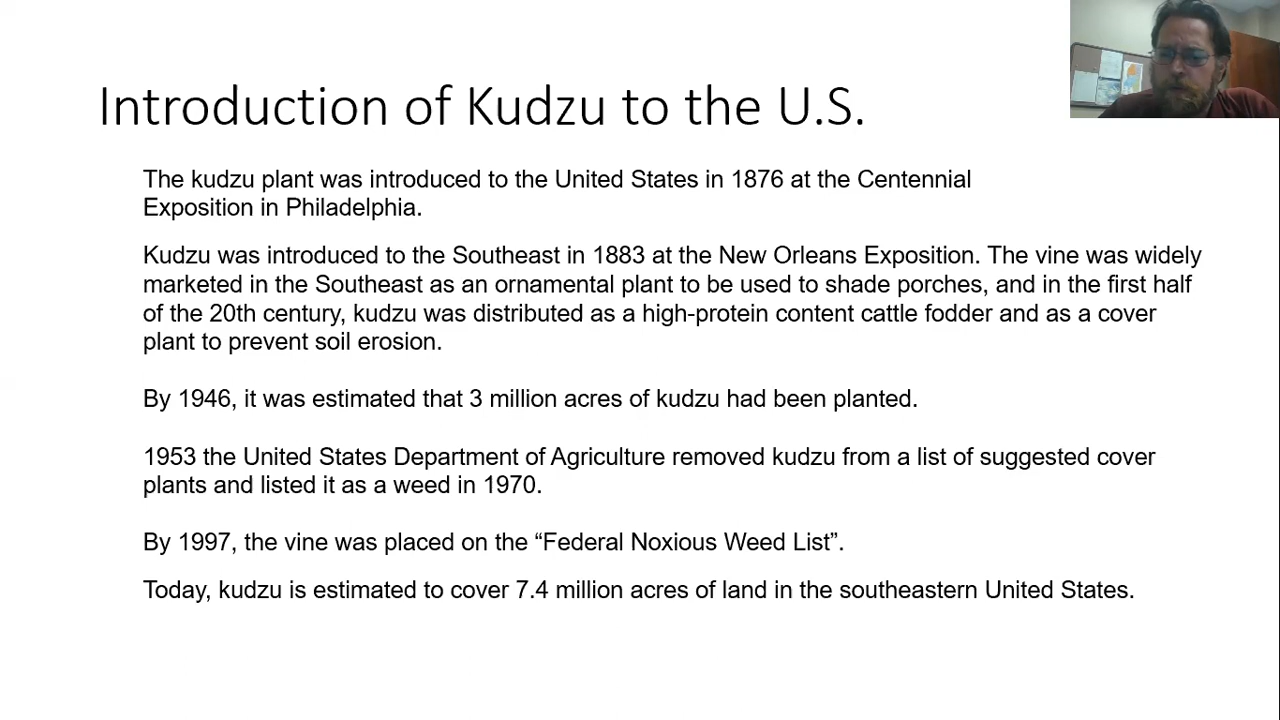 Introduction of Kudzu to the U.S.
The kudzu plant was introduced to the United States in 1876 at the Centennial
Exposition in Philadelphia.
Kudzu was introduced to the Southeast in 1883 at the New Orleans Exposition. The vine was widely
marketed in the Southeast as an ornamental plant to be used to shade porches, and in the first half
of the 20th century, kudzu was distributed as a high-protein content cattle fodder and as a cover
plant to prevent soil erosion.
By 1946, it was estimated that 3 million acres of kudzu had been planted.
1953 the United States Department of Agriculture removed kudzu from a list of suggested cover
plants and listed it as a weed in 1970.
By 1997, the vine was placed on the “Federal Noxious Weed List”.
Today, kudzu is estimated to cover 7.4 million acres of land in the southeastern United States.